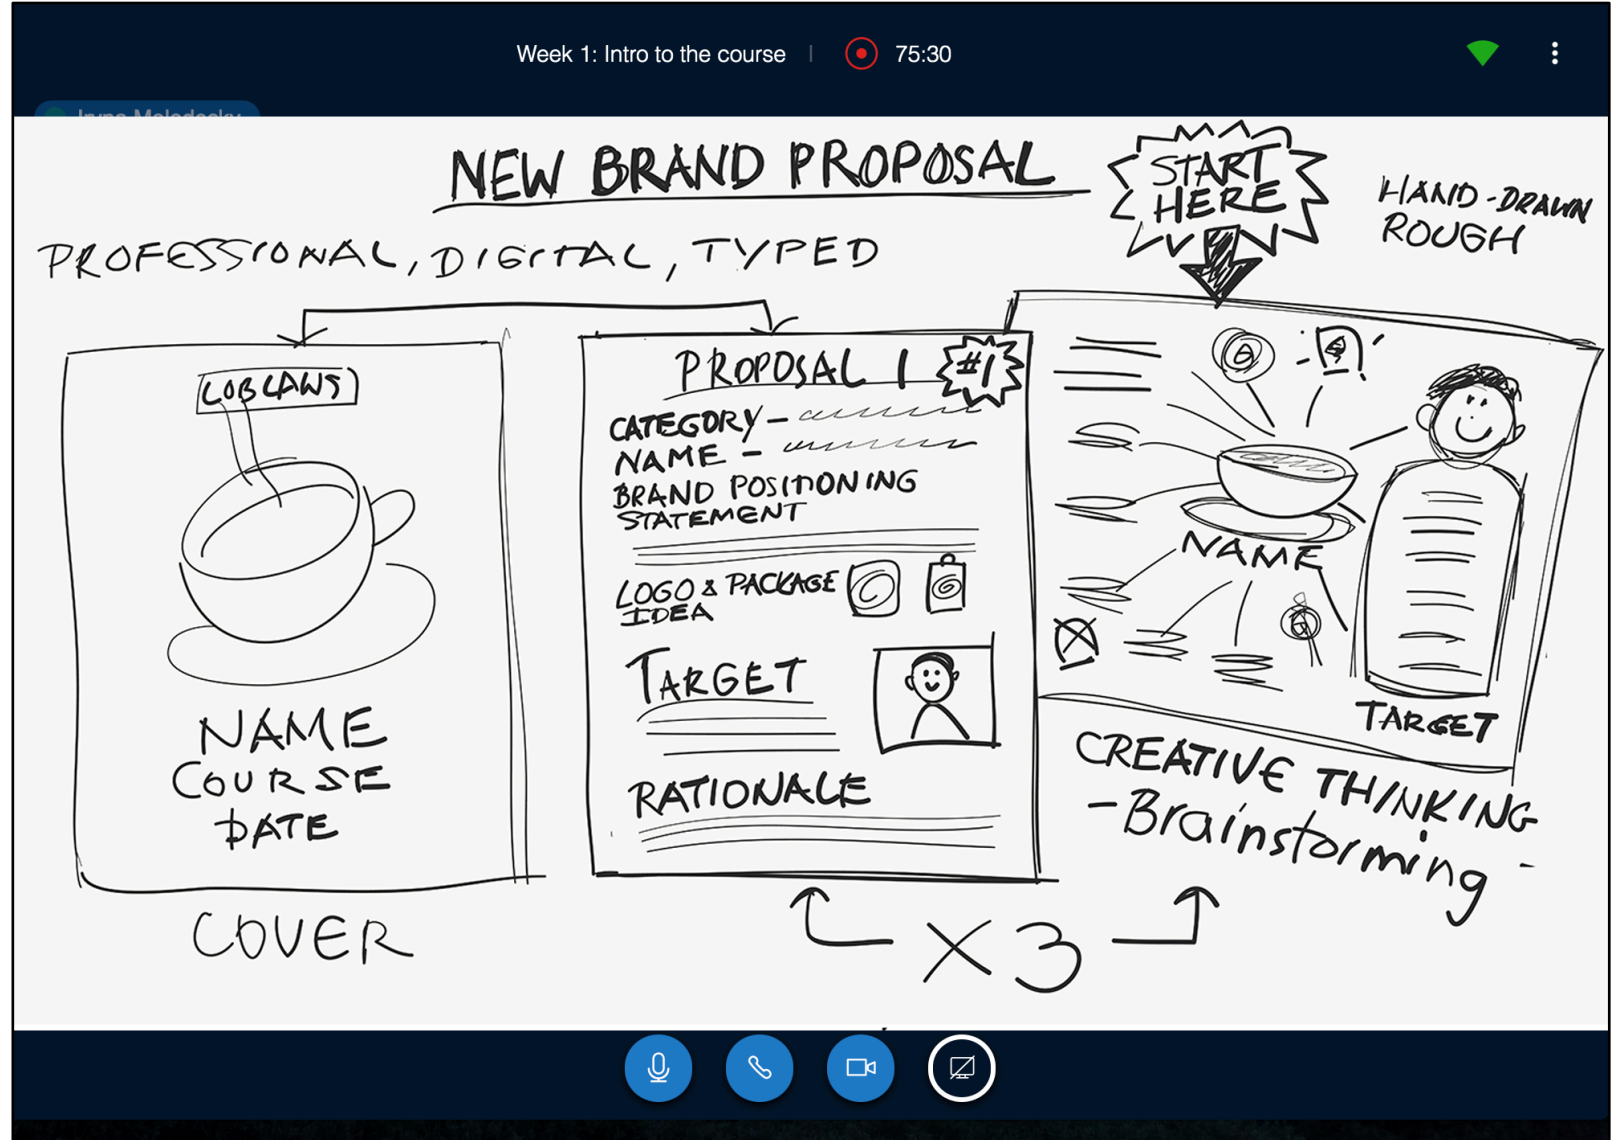 Week 1: Intro to the course | 75:30
NEW BRAND PROPOSAL
START
HERE
HAND-DRAWN
ROUGH
PROFESSIONAL, DIGITAL, TYPED
LOBLAWS
NAME
COURSE
DATE
COVER
PROPOSAL 1
#1
CATEGORY -
NAME -
BRAND POSITIONING
STATEMENT
LOGO & PACKAGE
IDEA
TARGET
RATIONALE
NAME
TARGET
CREATIVE THINKING
- Brainstorming -
X3